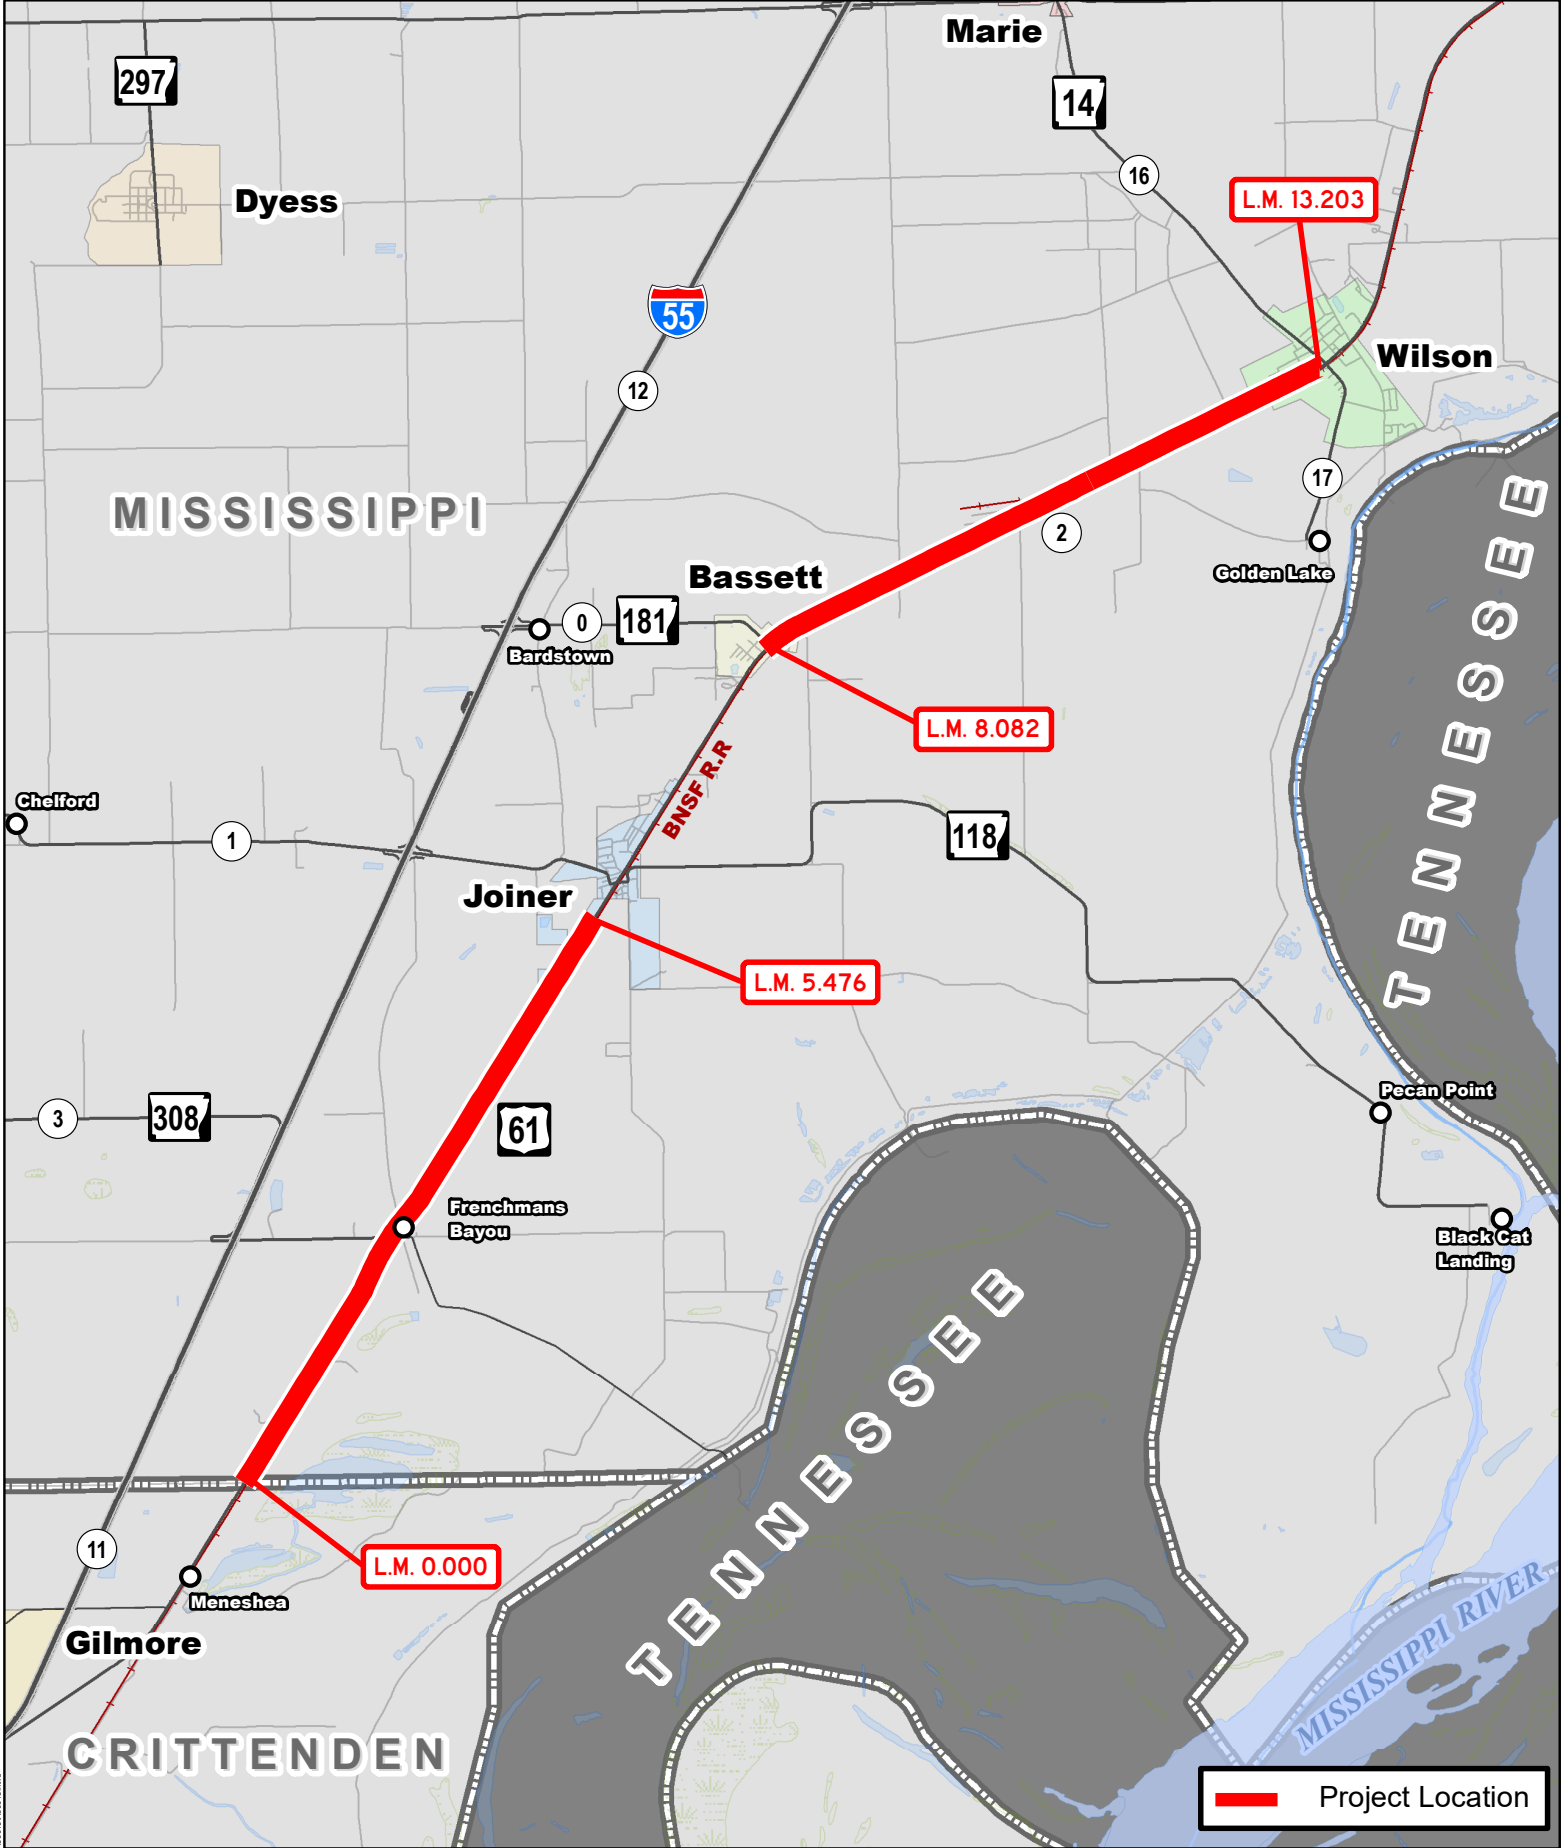 Marie
297
14
16
L.M. 13.203
Dyess
55
Wilson
12
17
MISSISSIPPI
2
TENNESSEE
Golden Lake
Bassett
0
181
Bardstown
L.M. 8.082
BNSF R.R
Chelford
1
118
Joiner
L.M. 5.476
Pecan Point
3
308
61
Frenchmans
Bayou
Black Cat
Landing
TENNESSEE
11
L.M. 0.000
Meneshea
Gilmore
MISSISSIPPI RIVER
CRITTENDEN
Project Location